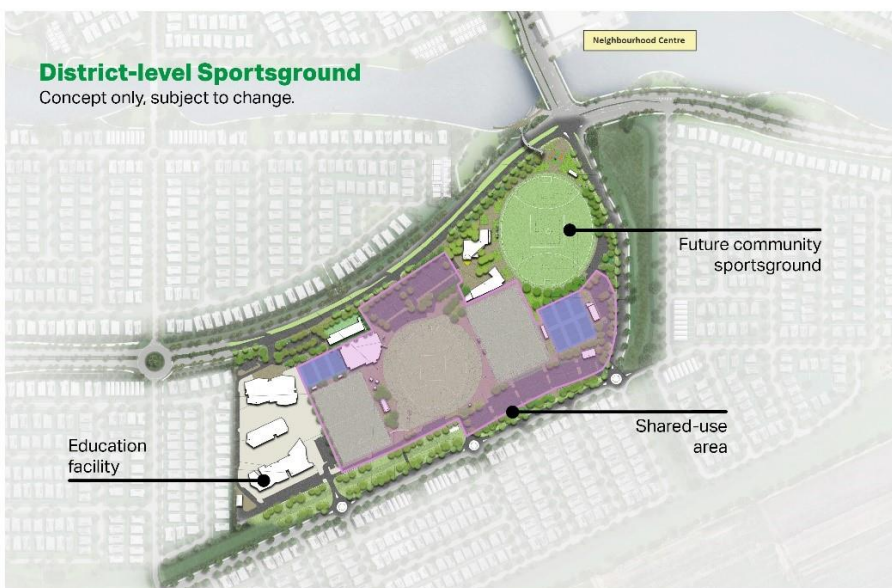 Neighbourhood Centre
District-level Sportsground
Concept only, subject to change.
Future community
sportsground
Shared-use
area
Education
facility